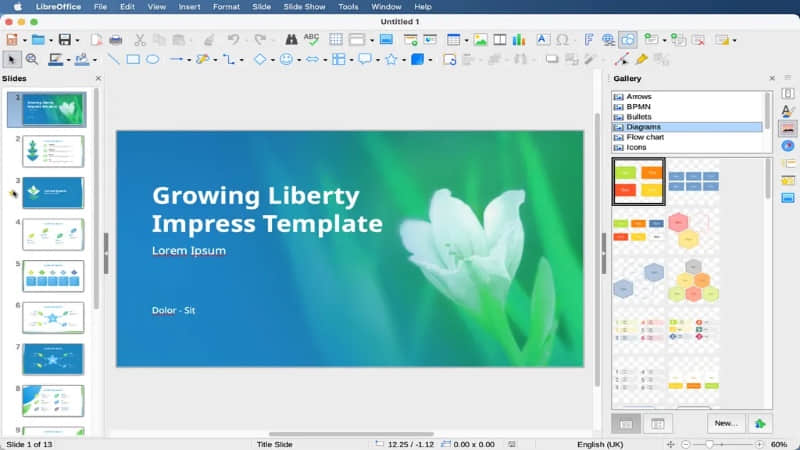 LibreOffice File Edit View Insert Format Slide Slide Show Tools Window Help
Untitled 1
ABC
Slides
Gallery
1
2
3
4
5
6
7
8
9
Arrows
BPMN
Bullets
Diagrams
Flow chart
Icons
Growing Liberty
Impress Template
Lorem Ipsum
Dolor - Sit
New...
Slide 1 of 13
Title Slide
12.25 / -1.12
0.00 x 0.00
English (UK)
60%